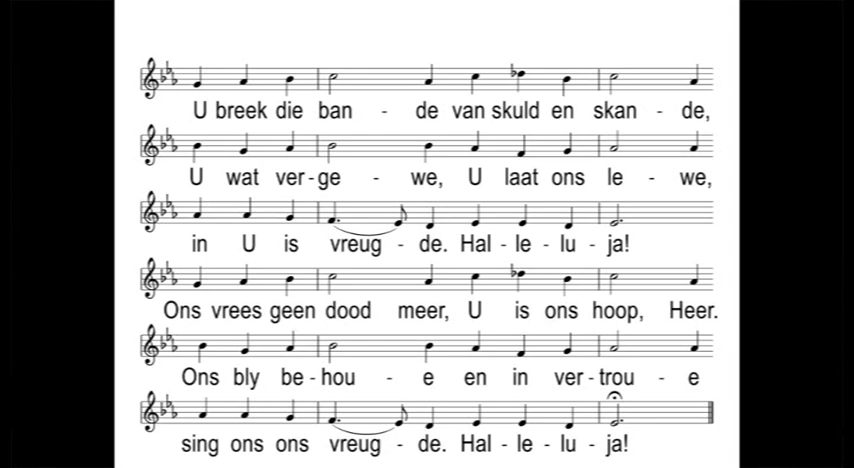 U breek die ban - de van skuld en skan - de,
U wat ver - ge - we, U laat ons le - we,
in U is vreug - de. Hal - le - lu - ja!
Ons vrees geen dood meer, U is ons hoop, Heer.
Ons bly be - hou - e en in ver - trou - e
sing ons ons vreug - de. Hal - le - lu - ja!